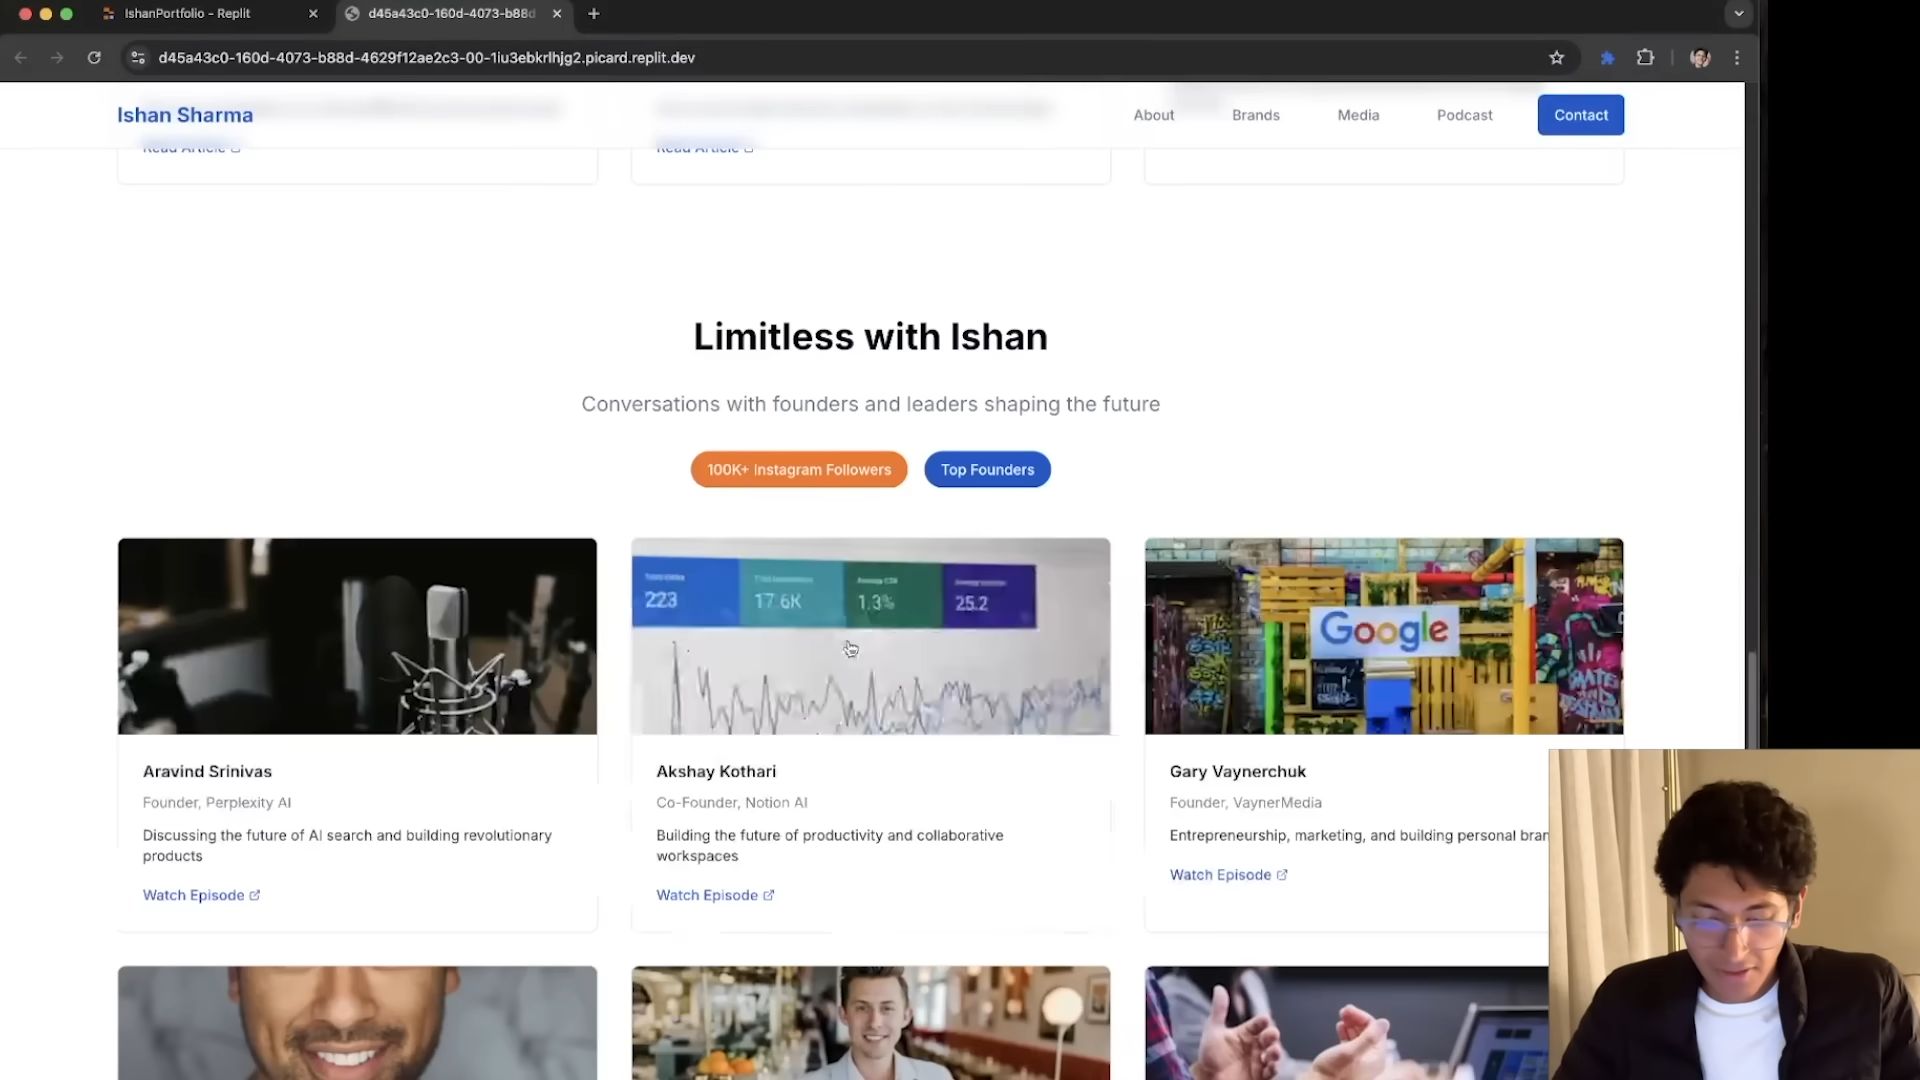 IshanPortfolio - Replit
d45a43c0-160d-4073-b88d
d45a43c0-160d-4073-b88d-4629f12ae2c3-00-1iu3ebkrlhjg2.picard.replit.dev
Ishan Sharma
About
Brands
Media
Podcast
Contact
Read Article
Read Article
Limitless with Ishan
Conversations with founders and leaders shaping the future
100K+ Instagram Followers
Top Founders
223
17.6K
1.3%
25.2
Google
Aravind Srinivas
Founder, Perplexity AI
Discussing the future of AI search and building revolutionary
products
Watch Episode
Akshay Kothari
Co-Founder, Notion AI
Building the future of productivity and collaborative
workspaces
Watch Episode
Gary Vaynerchuk
Founder, VaynerMedia
Entrepreneurship, marketing, and building personal bran
Watch Episode